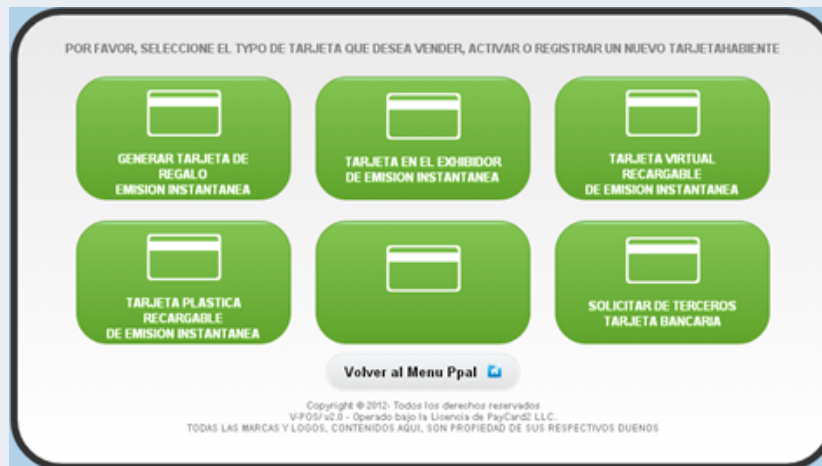 POR FAVOR, SELECCIONE EL TYPO DE TARJETA QUE DESEA VENDER, ACTIVAR O REGISTRAR UN NUEVO TARJETAHABIENTE
GENERAR TARJETA DE
REGALO
EMISION INSTANTANEA
TARJETA EN EL EXHIBIDOR
DE EMISION INSTANTANEA
TARJETA VIRTUAL
RECARGABLE
DE EMISION INSTANTANEA
TARJETA PLASTICA
RECARGABLE
DE EMISION INSTANTANEA
SOLICITAR DE TERCEROS
TARJETA BANCARIA
Volver al Menu Ppal
Copyright © 2012- Todos los derechos reservados
V-POS/ v2.0 - Operado bajo la Licencia de PayCard2 LLC.
TODAS LAS MARCAS Y LOGOS, CONTENIDOS AQUI, SON PROPIEDAD DE SUS RESPECTIVOS DUENOS